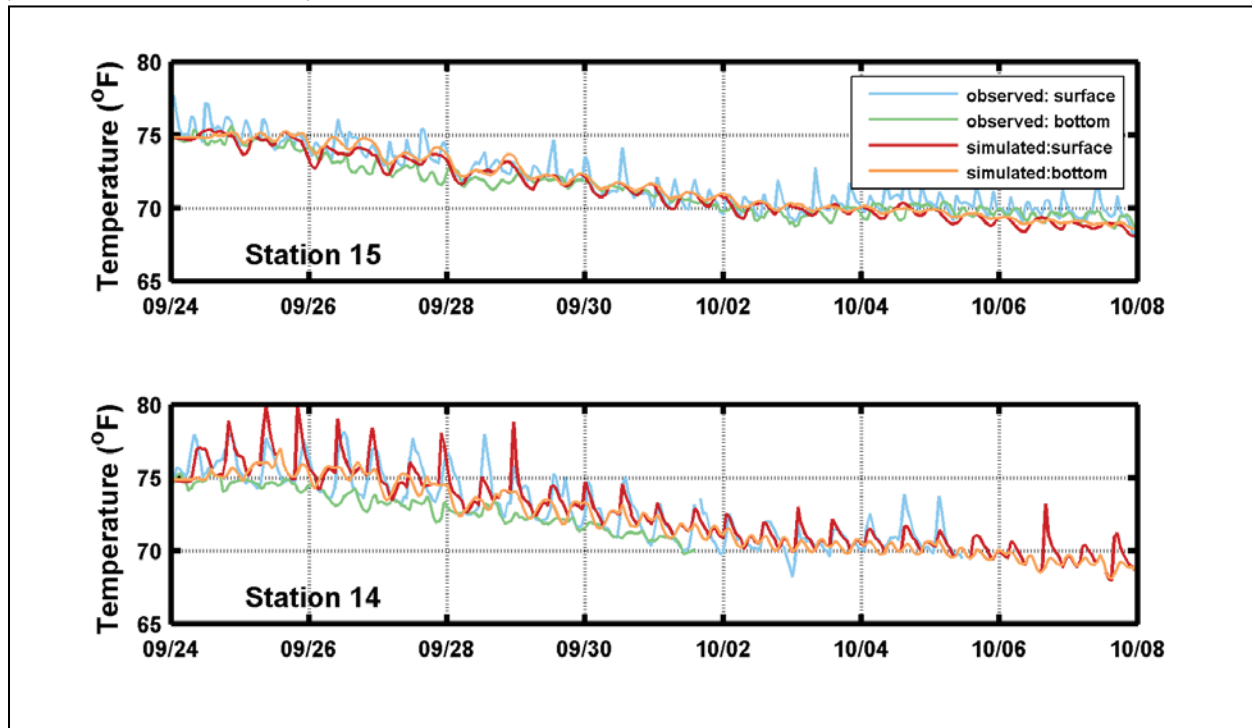 80
75
70
65
Temperature (°F)
observed: surface
observed: bottom
simulated:surface
simulated:bottom
Station 15
09/24 09/26 09/28 09/30 10/02 10/04 10/06 10/08
80
75
70
65
Temperature (°F)
Station 14
09/24 09/26 09/28 09/30 10/02 10/04 10/06 10/08